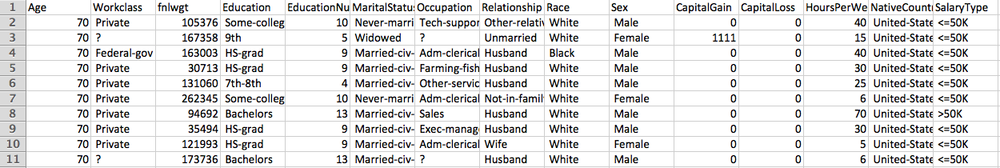 1 Age Workclass fnlwgt Education EducationNu MaritalStatus Occupation Relationship Race Sex CapitalGain CapitalLoss HoursPerWe NativeCountr SalaryType
2 70 Private 105376 Some-colleg 10 Never-marri Tech-suppor Other-relati White Male 0 0 40 United-State <=50K
3 70 ? 167358 9th 5 Widowed ? Unmarried White Female 1111 0 15 United-State <=50K
4 70 Federal-gov 163003 HS-grad 9 Married-civ- Adm-clerical Husband Black Male 0 0 40 United-State <=50K
5 70 Private 30713 HS-grad 9 Married-civ- Farming-fish Husband White Male 0 0 30 United-State <=50K
6 70 Private 131060 7th-8th 4 Married-civ- Other-servic Husband White Male 0 0 25 United-State <=50K
7 70 Private 262345 Some-colleg 10 Never-marri Adm-clerical Not-in-famil White Female 0 0 6 United-State <=50K
8 70 Private 94692 Bachelors 13 Married-civ- Sales Husband White Male 0 0 70 United-State >50K
9 70 Private 35494 HS-grad 9 Married-civ- Exec-manag Husband White Male 0 0 30 United-State <=50K
10 70 Private 121993 HS-grad 9 Married-civ- Adm-clerical Wife White Female 0 0 5 United-State <=50K
11 70 ? 173736 Bachelors 13 Married-civ- ? Husband White Male 0 0 6 United-State <=50K